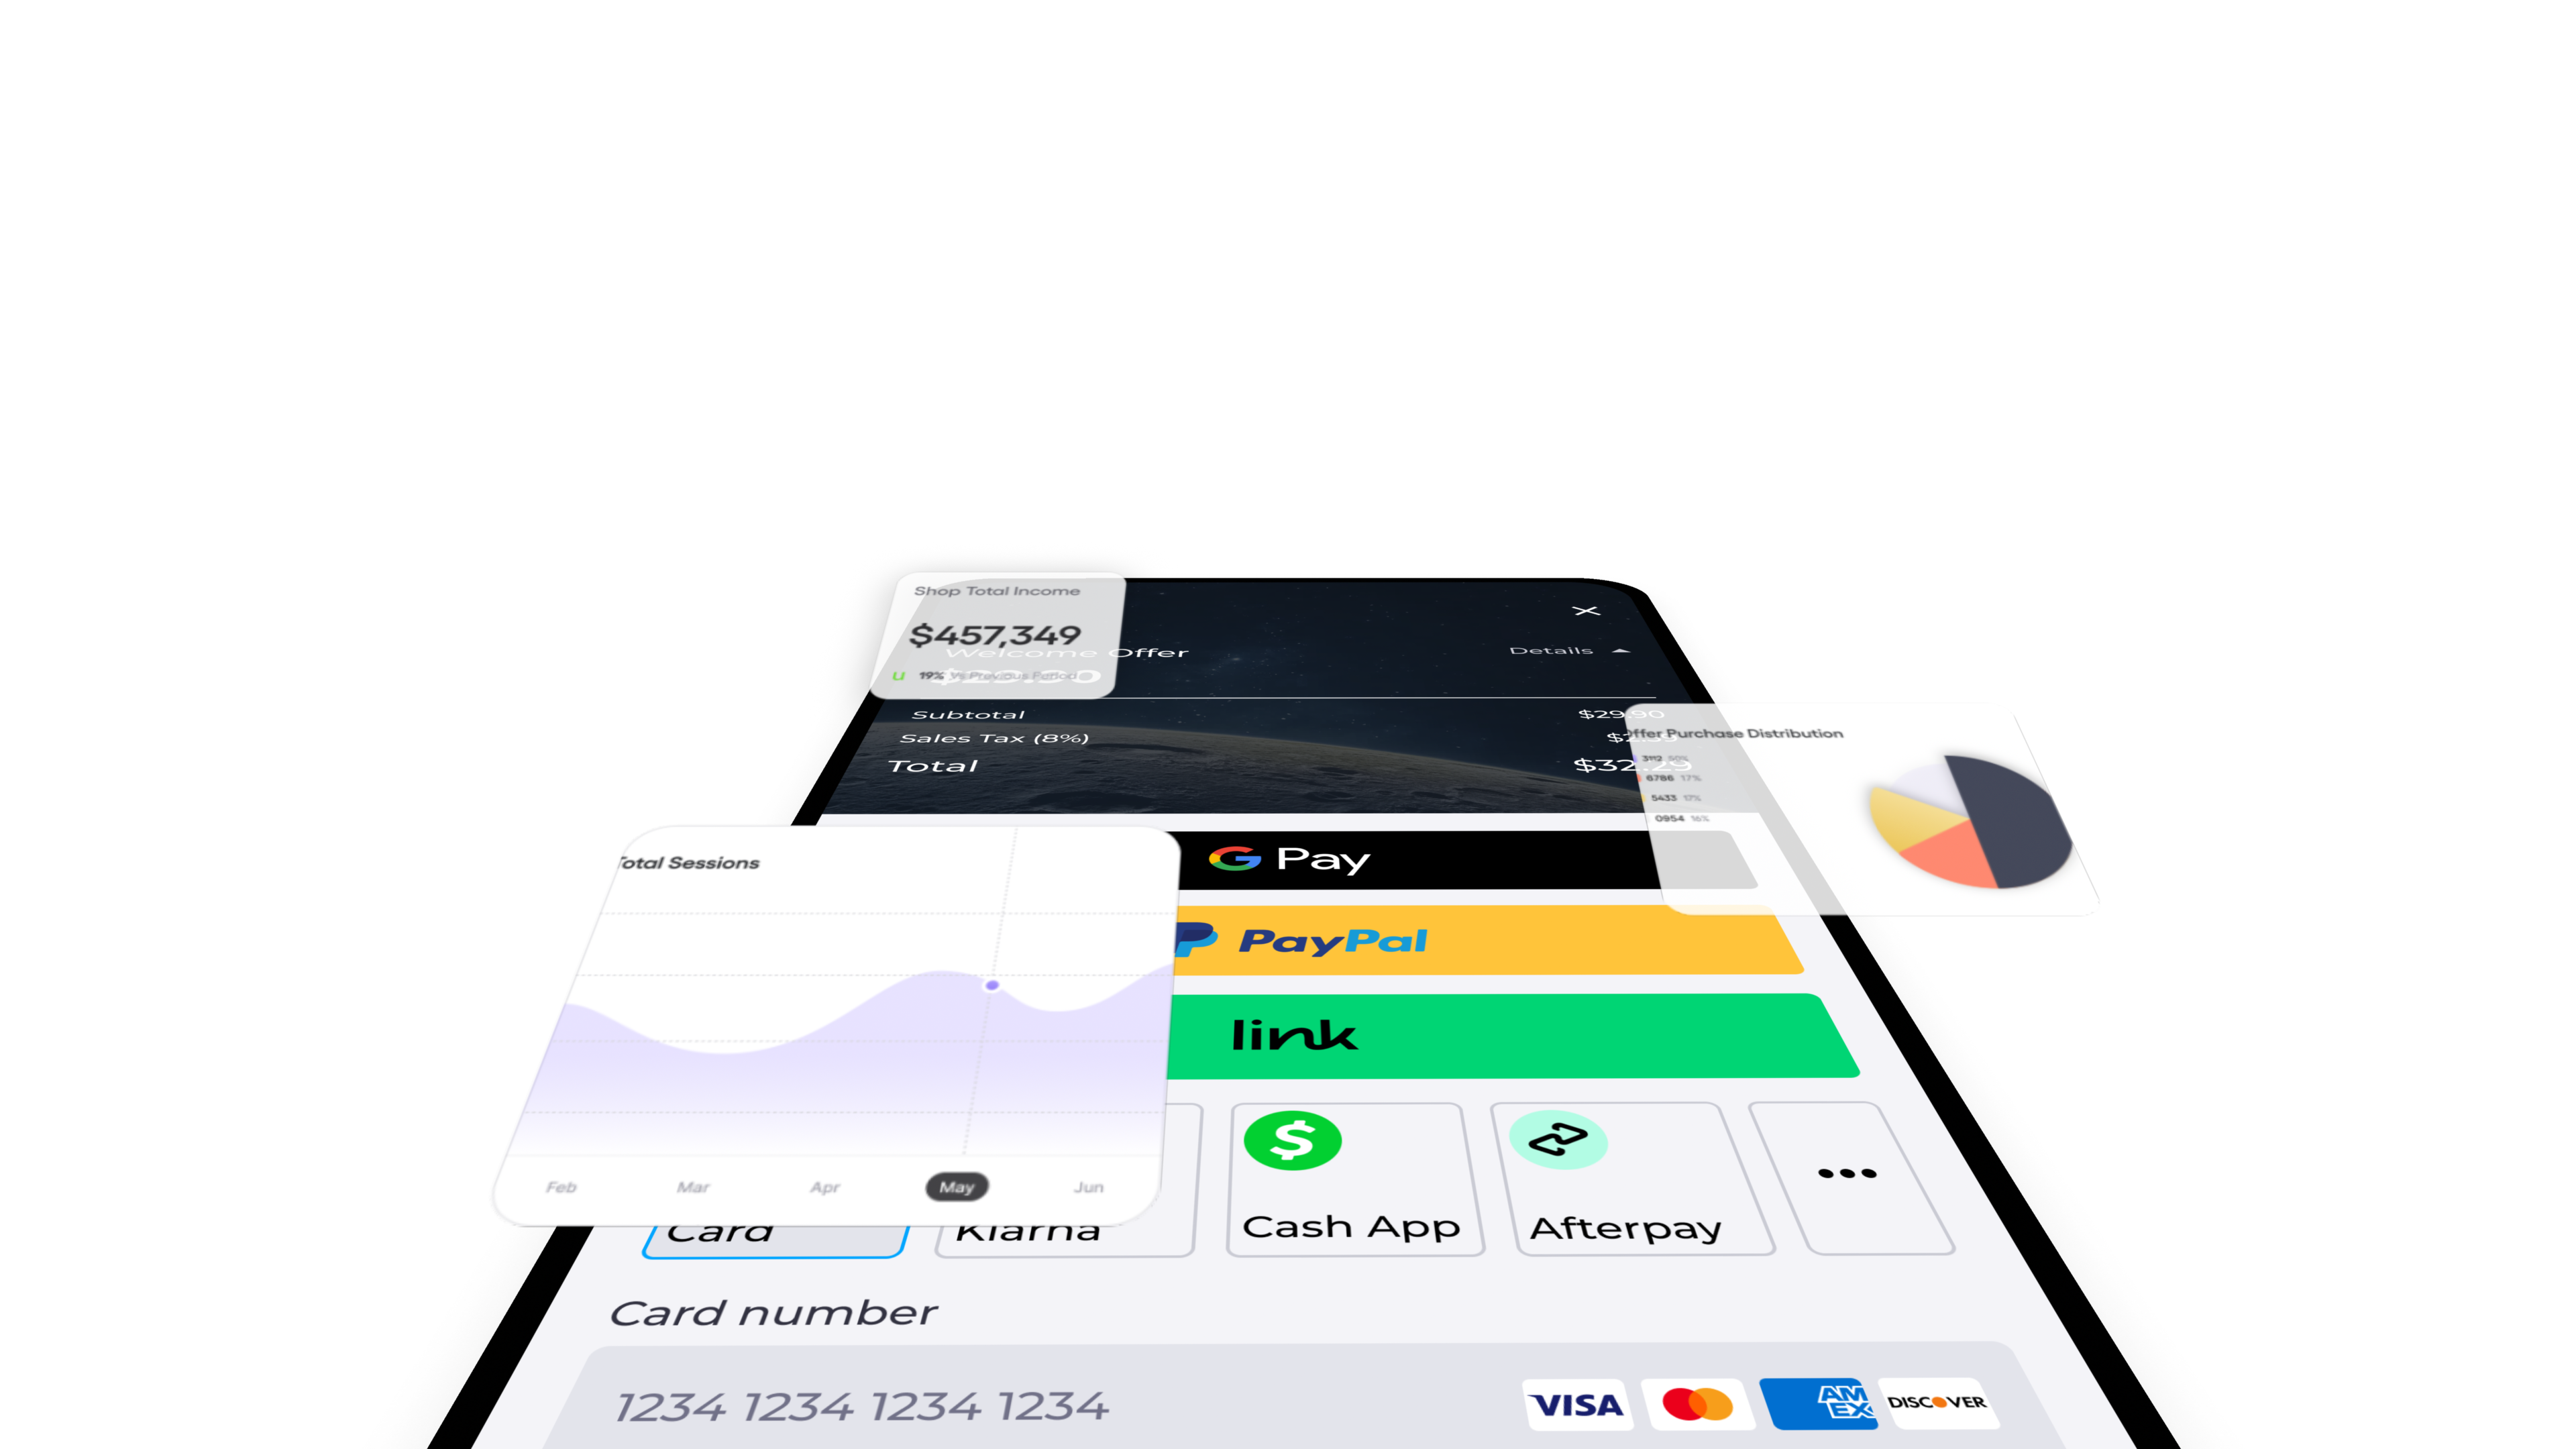 Shop Total Income
$457,349
Welcome Offer
Details
19% Vs Previous Period
Subtotal
$29.90
Sales Tax (8%)
Total
$32.29
Offer Purchase Distribution
3112 50%
6786 17%
5433 17%
0954 16%
Total Sessions
G Pay
PayPal
link
Feb Mar Apr May Jun
Card
Klarna
Cash App
Afterpay
Card number
1234 1234 1234 1234
VISA
AM
EX
DISCOVER